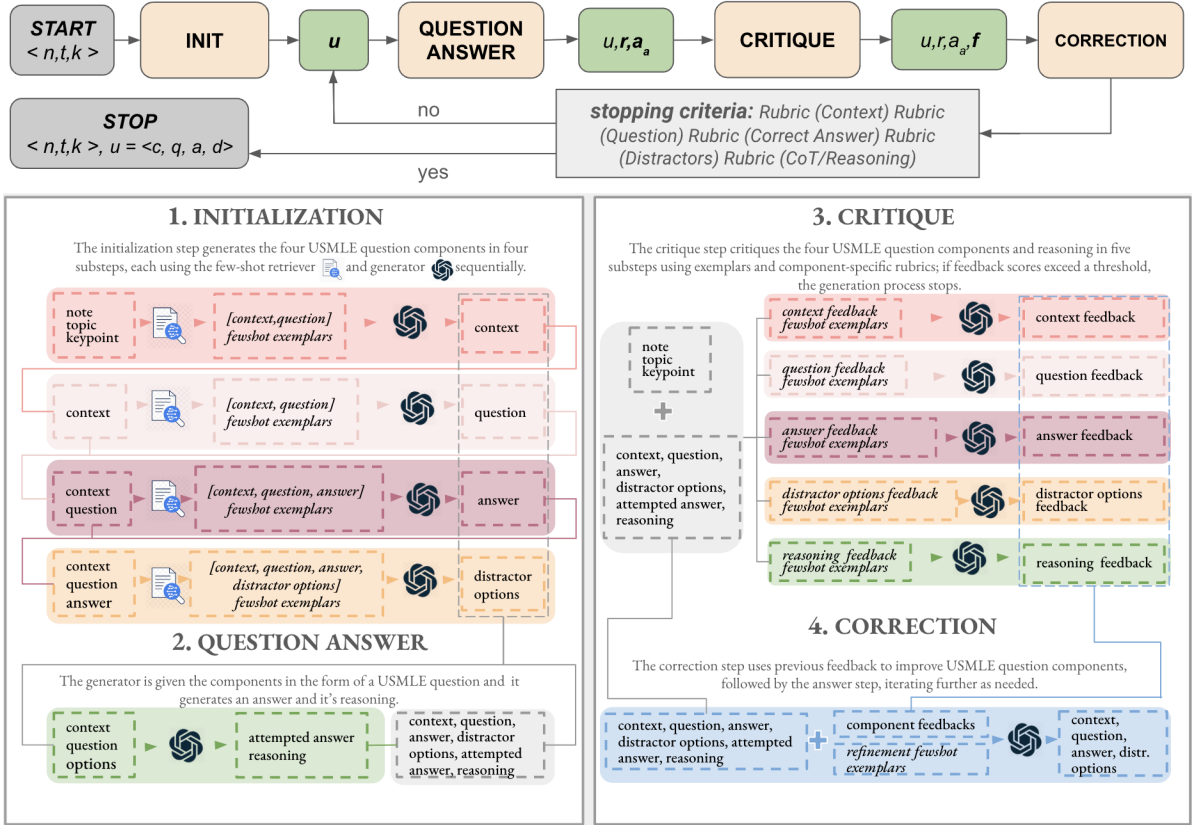 START
< n,t,k >
INIT
u
QUESTION
ANSWER
u,r,aₐ
CRITIQUE
u,r,aₐ,f
CORRECTION
STOP
< n,t,k >, u = <c, q, a, d>
no
yes
stopping criteria: Rubric (Context) Rubric
(Question) Rubric (Correct Answer) Rubric
(Distractors) Rubric (CoT/Reasoning)
1. INITIALIZATION
The initialization step generates the four USMLE question components in four
substeps, each using the few-shot retriever and generator sequentially.
note
topic
keypoint
[context,question]
fewshot exemplars
context
context
[context, question]
fewshot exemplars
question
context
question
[context, question, answer]
fewshot exemplars
answer
context
question
answer
[context, question, answer,
distractor options]
fewshot exemplars
distractor
options
2. QUESTION ANSWER
The generator is given the components in the form of a USMLE question and it
generates an answer and it's reasoning.
context
question
options
attempted answer
reasoning
context, question,
answer, distractor
options, attempted
answer, reasoning
3. CRITIQUE
The critique step critiques the four USMLE question components and reasoning in five
substeps using exemplars and component-specific rubrics; if feedback scores exceed a threshold,
the generation process stops.
note
topic
keypoint
+
context, question,
answer,
distractor options,
attempted answer,
reasoning
context feedback
fewshot exemplars
context feedback
question feedback
fewshot exemplars
question feedback
answer feedback
fewshot exemplars
answer feedback
distractor options feedback
fewshot exemplars
distractor options
feedback
reasoning feedback
fewshot exemplars
reasoning feedback
4. CORRECTION
The correction step uses previous feedback to improve USMLE question components,
followed by the answer step, iterating further as needed.
context, question, answer,
distractor options, attempted
answer, reasoning
+
component feedbacks
refinement fewshot
exemplars
context,
question,
answer, distr.
options